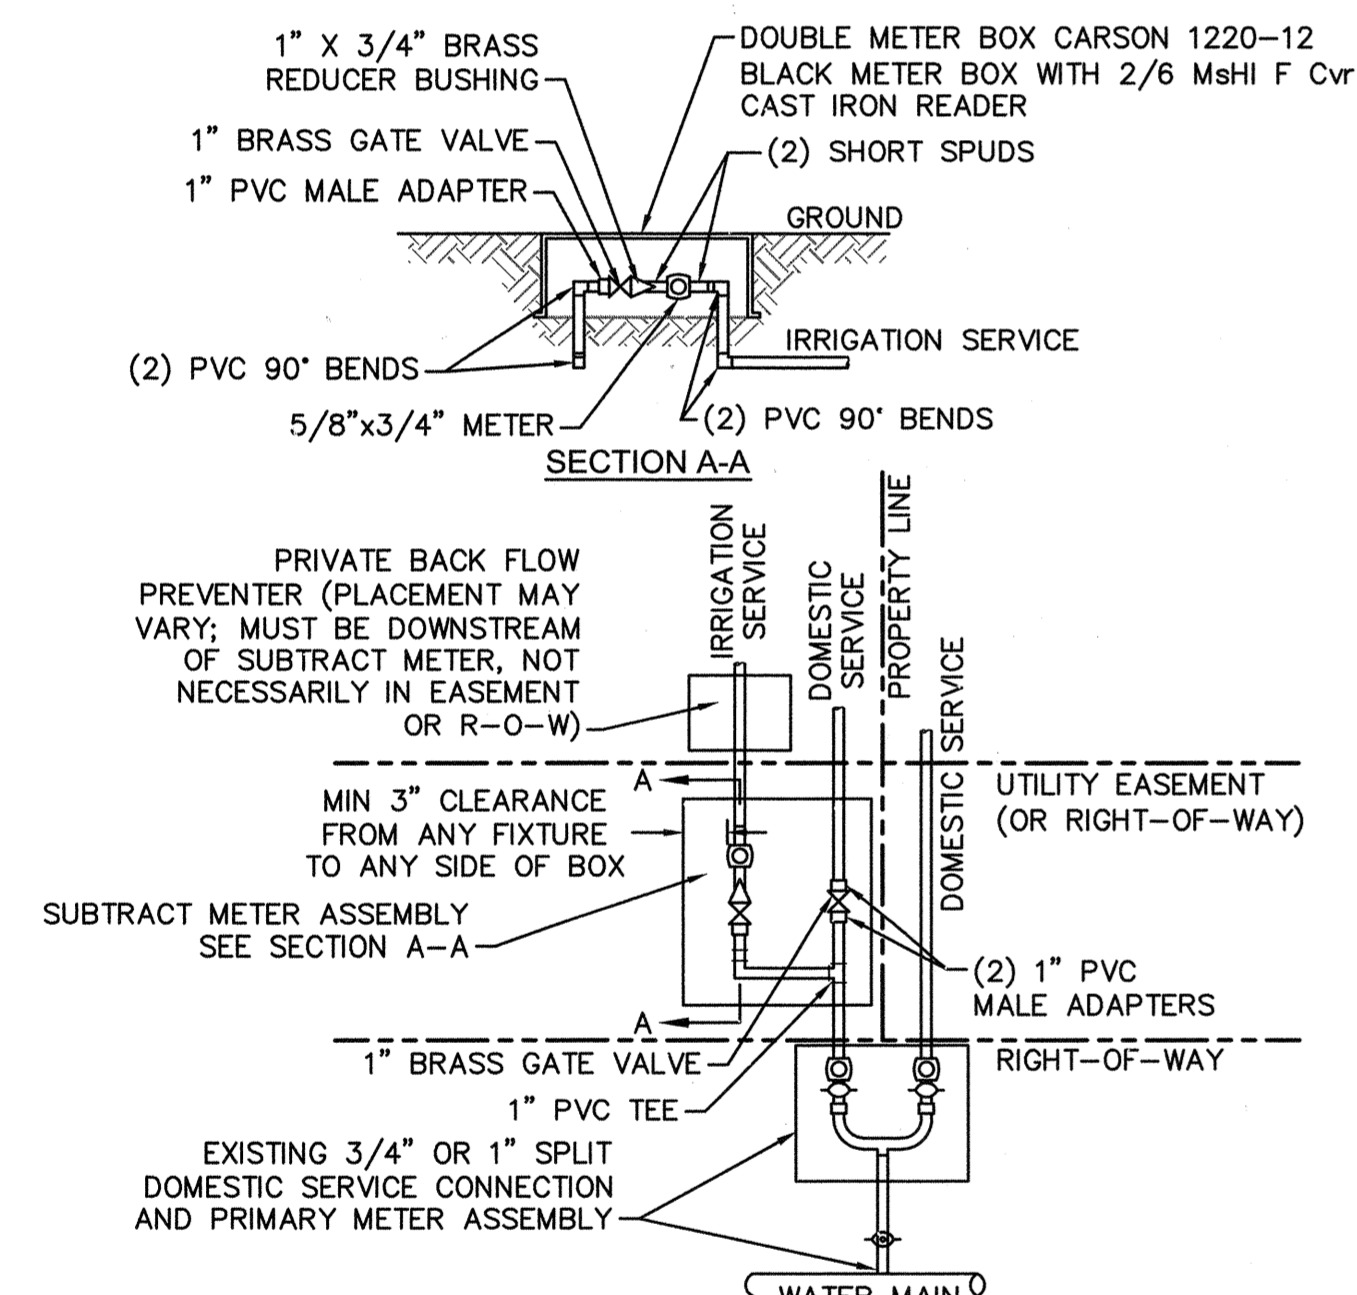 1” X 3/4” BRASS
REDUCER BUSHING
1” BRASS GATE VALVE
1” PVC MALE ADAPTER
DOUBLE METER BOX CARSON 1220-12
BLACK METER BOX WITH 2/6 MsHI F Cvr
CAST IRON READER
(2) SHORT SPUDS
GROUND
IRRIGATION SERVICE
(2) PVC 90° BENDS
5/8”x3/4” METER
(2) PVC 90° BENDS
SECTION A-A
PRIVATE BACK FLOW
PREVENTER (PLACEMENT MAY
VARY; MUST BE DOWNSTREAM
OF SUBTRACT METER, NOT
NECESSARILY IN EASEMENT
OR R-O-W)
IRRIGATION
SERVICE
DOMESTIC
SERVICE
PROPERTY LINE
DOMESTIC SERVICE
A
MIN 3” CLEARANCE
FROM ANY FIXTURE
TO ANY SIDE OF BOX
UTILITY EASEMENT
(OR RIGHT-OF-WAY)
SUBTRACT METER ASSEMBLY
SEE SECTION A-A
(2) 1” PVC
MALE ADAPTERS
A
1” BRASS GATE VALVE
RIGHT-OF-WAY
1” PVC TEE
EXISTING 3/4” OR 1” SPLIT
DOMESTIC SERVICE CONNECTION
AND PRIMARY METER ASSEMBLY
WATER MAIN